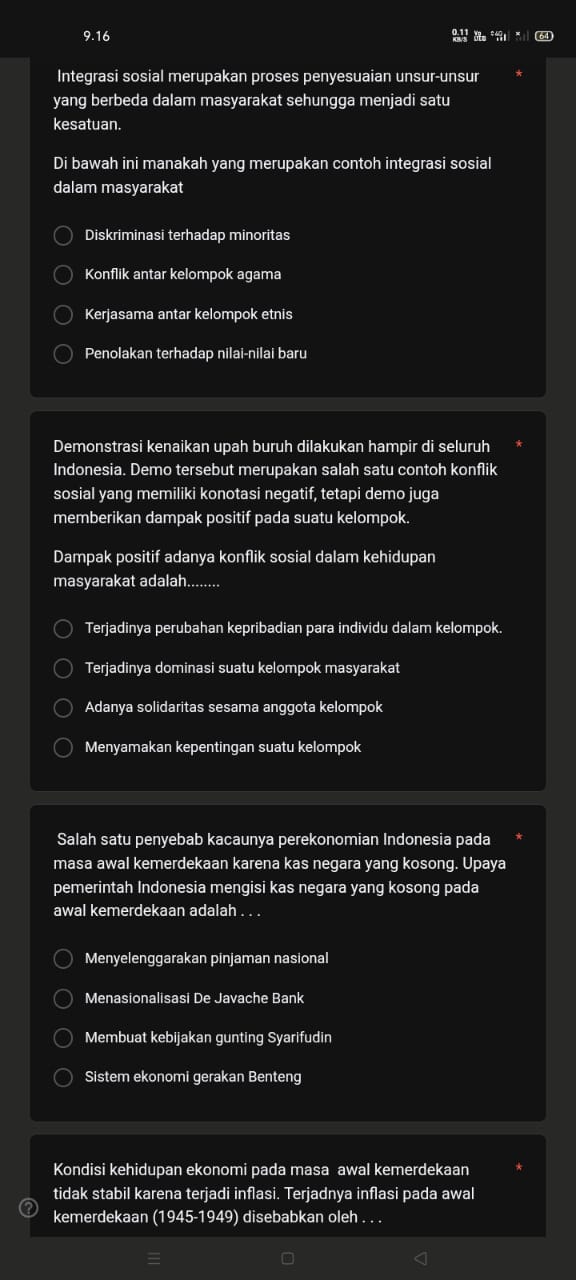 9.16
0.11 KB/S Vo LTE 4G 64
Integrasi sosial merupakan proses penyesuaian unsur-unsur *
yang berbeda dalam masyarakat sehungga menjadi satu
kesatuan.
Di bawah ini manakah yang merupakan contoh integrasi sosial
dalam masyarakat
Diskriminasi terhadap minoritas
Konflik antar kelompok agama
Kerjasama antar kelompok etnis
Penolakan terhadap nilai-nilai baru
Demonstrasi kenaikan upah buruh dilakukan hampir di seluruh *
Indonesia. Demo tersebut merupakan salah satu contoh konflik
sosial yang memiliki konotasi negatif, tetapi demo juga
memberikan dampak positif pada suatu kelompok.
Dampak positif adanya konflik sosial dalam kehidupan
masyarakat adalah........
Terjadinya perubahan kepribadian para individu dalam kelompok.
Terjadinya dominasi suatu kelompok masyarakat
Adanya solidaritas sesama anggota kelompok
Menyamakan kepentingan suatu kelompok
Salah satu penyebab kacaunya perekonomian Indonesia pada *
masa awal kemerdekaan karena kas negara yang kosong. Upaya
pemerintah Indonesia mengisi kas negara yang kosong pada
awal kemerdekaan adalah . . .
Menyelenggarakan pinjaman nasional
Menasionalisasi De Javache Bank
Membuat kebijakan gunting Syarifudin
Sistem ekonomi gerakan Benteng
Kondisi kehidupan ekonomi pada masa awal kemerdekaan *
tidak stabil karena terjadi inflasi. Terjadnya inflasi pada awal
kemerdekaan (1945-1949) disebabkan oleh . . .